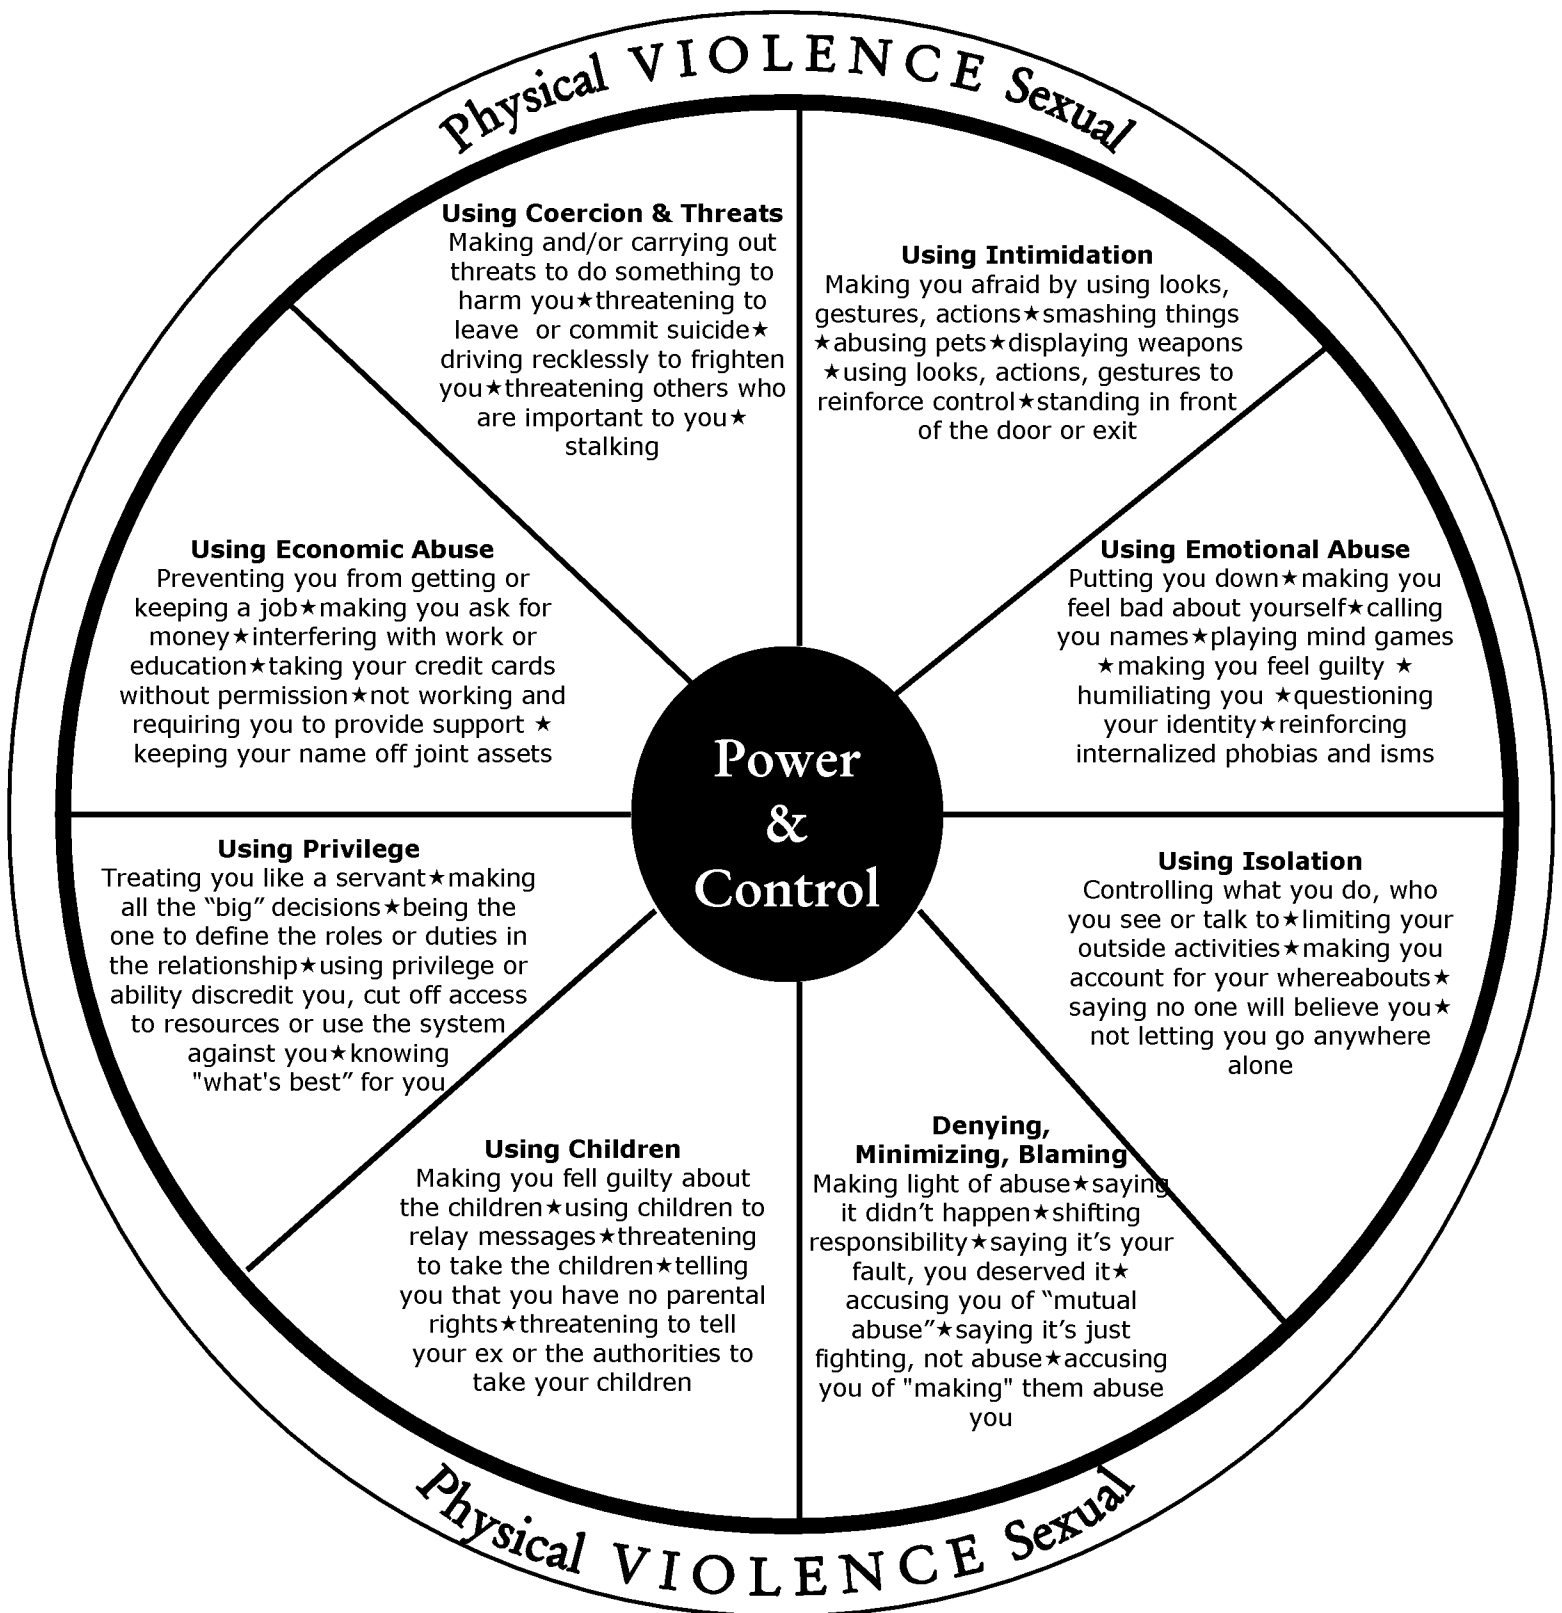 Physical VIOLENCE Sexual
Using Coercion & Threats
Making and/or carrying out
threats to do something to
harm you★threatening to
leave  or commit suicide★
driving recklessly to frighten
you★threatening others who
are important to you★
stalking
Using Intimidation
Making you afraid by using looks,
gestures, actions★smashing things
★abusing pets★displaying weapons
★using looks, actions, gestures to
reinforce control★standing in front
of the door or exit
Using Economic Abuse
Preventing you from getting or
keeping a job★making you ask for
money★interfering with work or
education★taking your credit cards
without permission★not working and
requiring you to provide support ★
keeping your name off joint assets
Using Emotional Abuse
Putting you down★making you
feel bad about yourself★calling
you names★playing mind games
★making you feel guilty ★
humiliating you ★questioning
your identity★reinforcing
internalized phobias and isms
Power
&
Control
Using Privilege
Treating you like a servant★making
all the “big” decisions★being the
one to define the roles or duties in
the relationship★using privilege or
ability discredit you, cut off access
to resources or use the system
against you★knowing
"what's best” for you
Using Isolation
Controlling what you do, who
you see or talk to★limiting your
outside activities★making you
account for your whereabouts★
saying no one will believe you★
not letting you go anywhere
alone
Using Children
Making you fell guilty about
the children★using children to
relay messages★threatening
to take the children★telling
you that you have no parental
rights★threatening to tell
your ex or the authorities to
take your children
Denying,
Minimizing, Blaming
Making light of abuse★saying
it didn’t happen★shifting
responsibility★saying it’s your
fault, you deserved it★
accusing you of “mutual
abuse”★saying it’s just
fighting, not abuse★accusing
you of "making" them abuse
you
Physical VIOLENCE Sexual